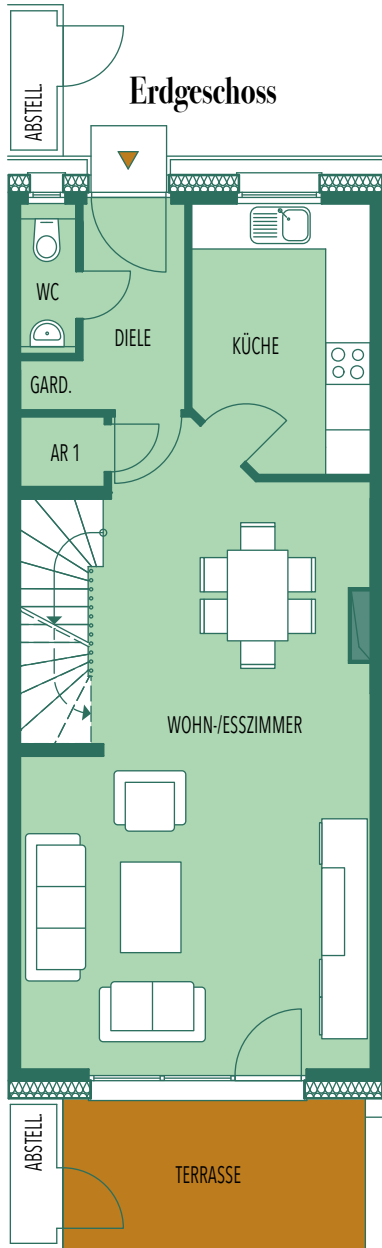 ABSTELL.
Erdgeschoss
WC
DIELE
KÜCHE
GARD.
AR 1
WOHN-/ESSZIMMER
ABSTELL.
TERRASSE